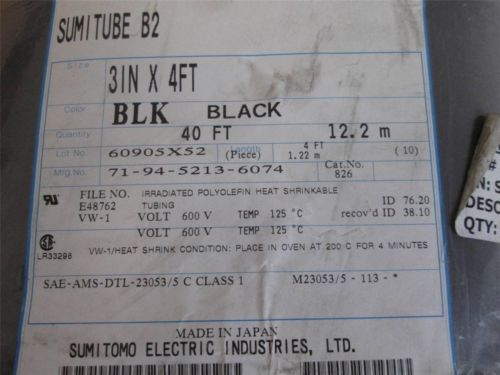 SUMITUBE B2
Size 3IN X 4FT
Color BLK BLACK
Quantity 40 FT 12.2 m
Lot No. 60905X52 (Piece) Length 4 FT 1.22 m (10)
Mfg.No. 71-94-5213-6074 Cat.No. 826
FILE NO. IRRADIATED POLYOLEFIN HEAT SHRINKABLE
E48762 TUBING ID 76.20
VW-1 VOLT 600 V TEMP 125 °C recov'd ID 38.10
VOLT 600 V TEMP 125 °C
LR33296 VW-1/HEAT SHRINK CONDITION: PLACE IN OVEN AT 200 C FOR 4 MINUTES
SAE-AMS-DTL-23053/5 C CLASS 1 M23053/5 - 113 - *
MADE IN JAPAN
SUMITOMO ELECTRIC INDUSTRIES, LTD.
#
DESC
QTY: